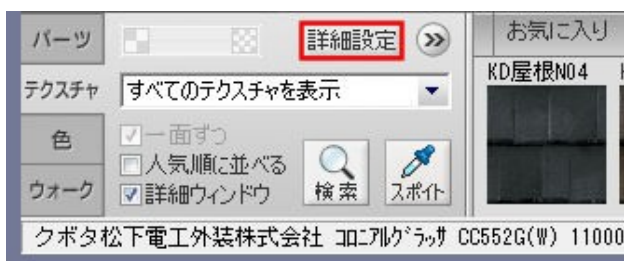 パーツ
詳細設定
お気に入り
テクスチャ
すべてのテクスチャを表示
KD屋根N04
色
一面ずつ
人気順に並べる
ウォーク
詳細ウィンドウ
検索
スポイト
クボタ松下電工外装株式会社 コロニアルグラッサ CC552G(W) 11000